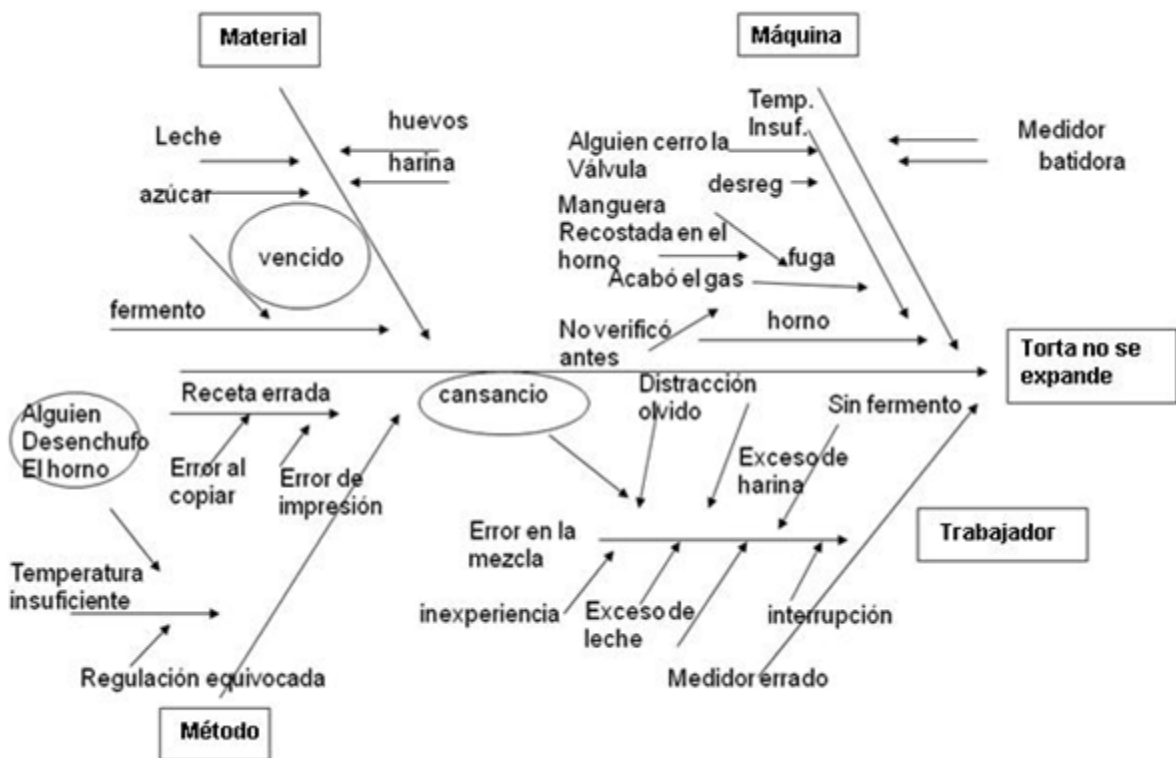 Material
Máquina
Leche
huevos
harina
azúcar
vencido
fermento
Temp.
Insuf.
Alguien cerro la
Válvula
desreg
Manguera
Recostada en el
horno
fuga
Acabó el gas
No verificó
antes
horno
Medidor
batidora
Torta no se
expande
Receta errada
Alguien
Desenchufo
El horno
Error al
copiar
Error de
impresión
Temperatura
insuficiente
Regulación equivocada
Método
cansancio
Distracción
olvido
Sin fermento
Exceso de
harina
Error en la
mezcla
inexperiencia
Exceso de
leche
interrupción
Medidor errado
Trabajador